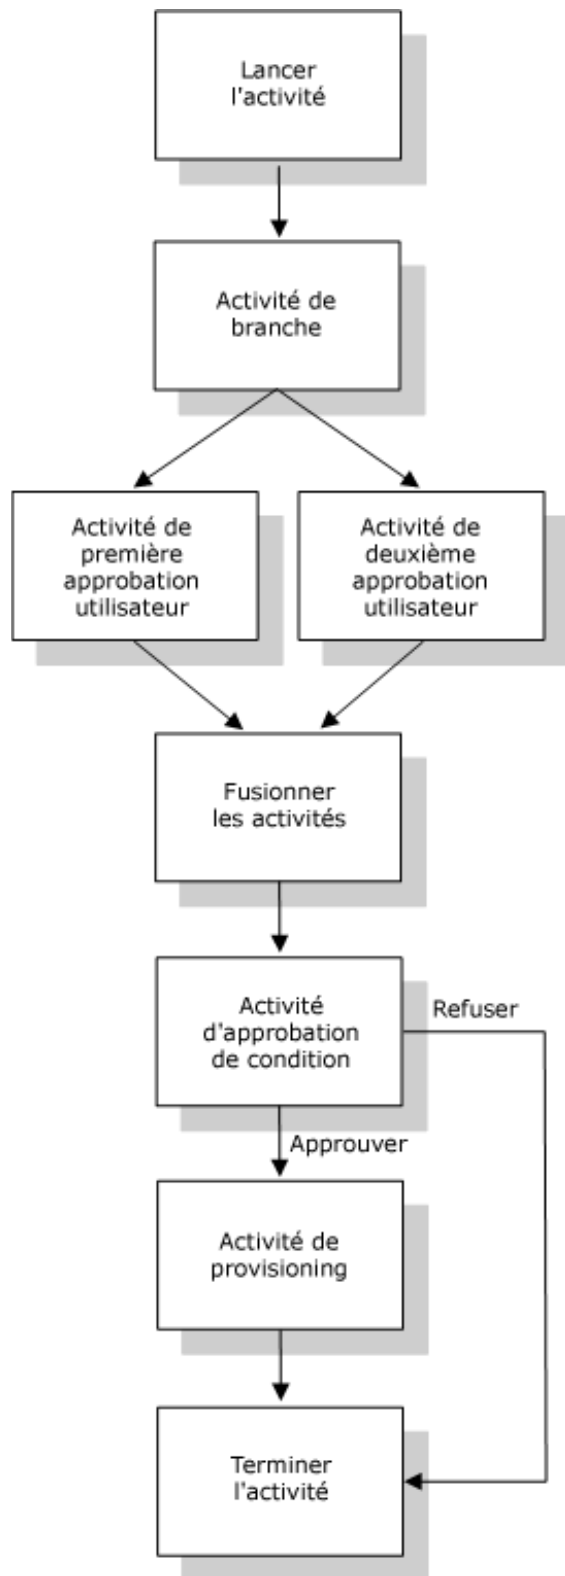 Lancer
l'activité
Activité de
branche
Activité de
première
approbation
utilisateur
Activité de
deuxième
approbation
utilisateur
Fusionner
les activités
Activité
d'approbation
de condition
Refuser
Approuver
Activité de
provisioning
Terminer
l'activité